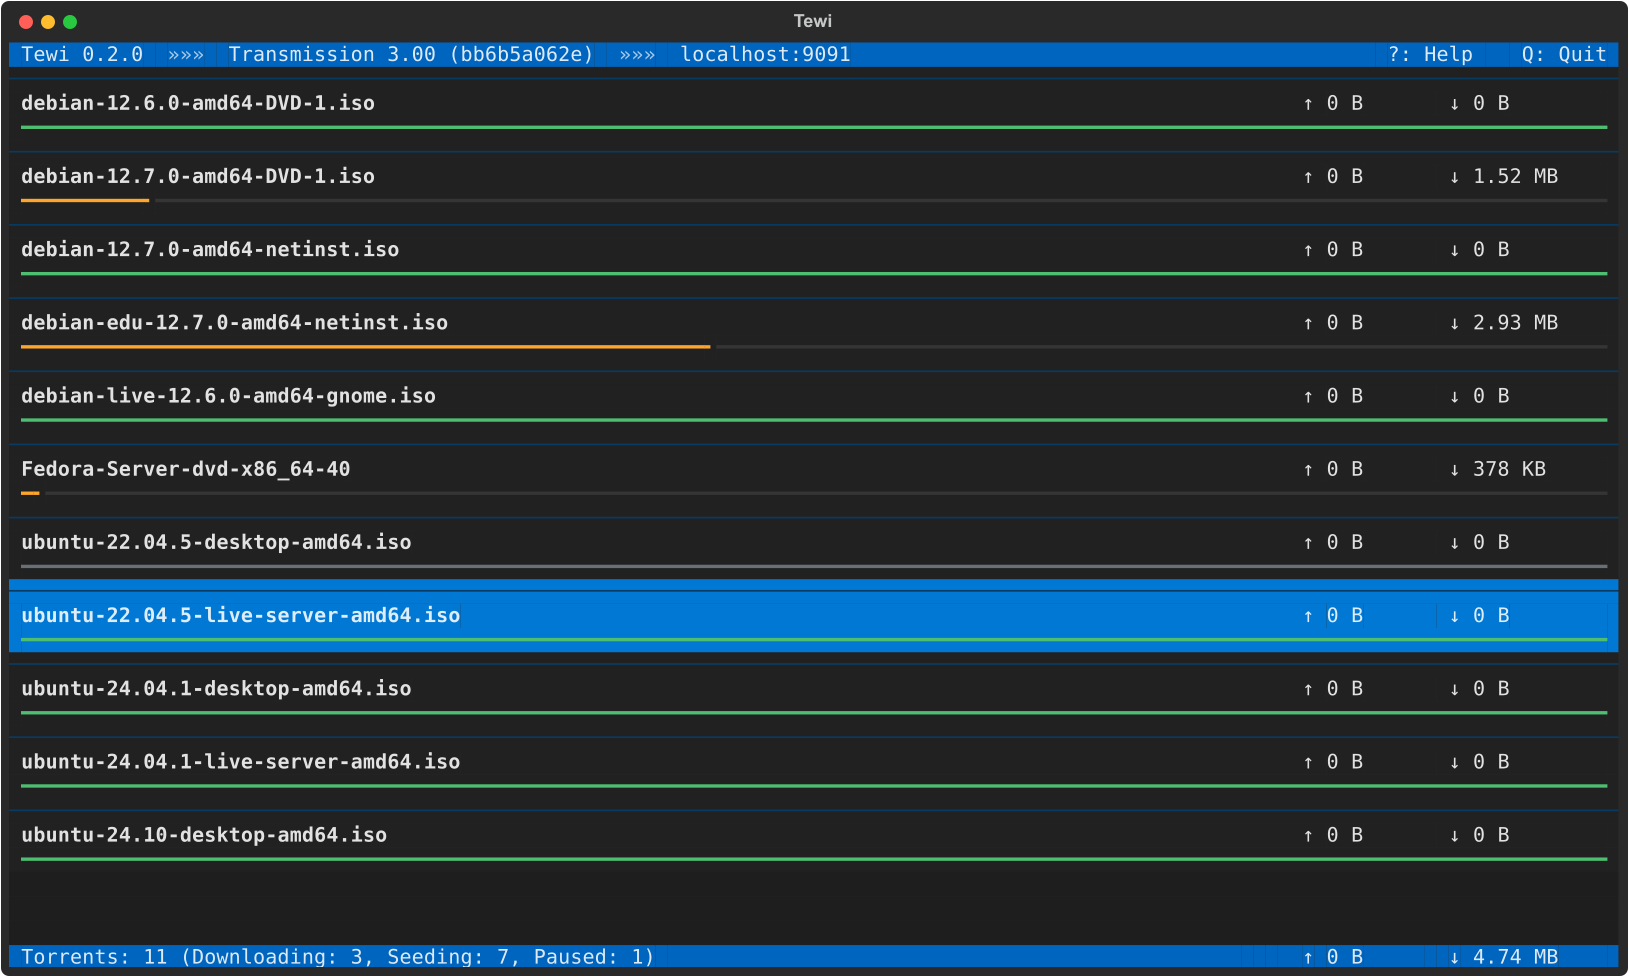 Tewi
Tewi 0.2.0 »»» Transmission 3.00 (bb6b5a062e) »»» localhost:9091 ?: Help Q: Quit
debian-12.6.0-amd64-DVD-1.iso ↑ 0 B ↓ 0 B
debian-12.7.0-amd64-DVD-1.iso ↑ 0 B ↓ 1.52 MB
debian-12.7.0-amd64-netinst.iso ↑ 0 B ↓ 0 B
debian-edu-12.7.0-amd64-netinst.iso ↑ 0 B ↓ 2.93 MB
debian-live-12.6.0-amd64-gnome.iso ↑ 0 B ↓ 0 B
Fedora-Server-dvd-x86_64-40 ↑ 0 B ↓ 378 KB
ubuntu-22.04.5-desktop-amd64.iso ↑ 0 B ↓ 0 B
ubuntu-22.04.5-live-server-amd64.iso ↑ 0 B ↓ 0 B
ubuntu-24.04.1-desktop-amd64.iso ↑ 0 B ↓ 0 B
ubuntu-24.04.1-live-server-amd64.iso ↑ 0 B ↓ 0 B
ubuntu-24.10-desktop-amd64.iso ↑ 0 B ↓ 0 B
Torrents: 11 (Downloading: 3, Seeding: 7, Paused: 1) ↑ 0 B ↓ 4.74 MB